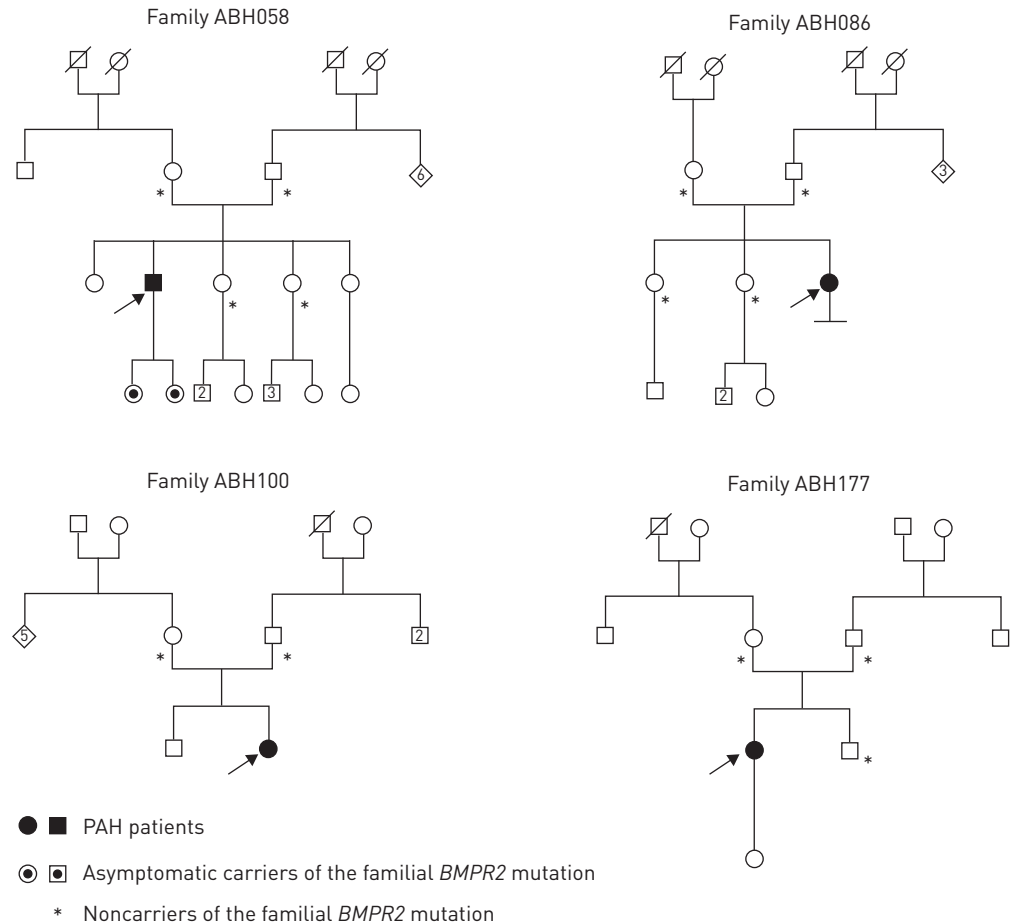 Family ABH058
Family ABH086
6
3
*
*
*
*
*
*
*
*
2
3
2
Family ABH100
Family ABH177
5
2
*
*
*
*
*
PAH patients
Asymptomatic carriers of the familial BMPR2 mutation
* Noncarriers of the familial BMPR2 mutation